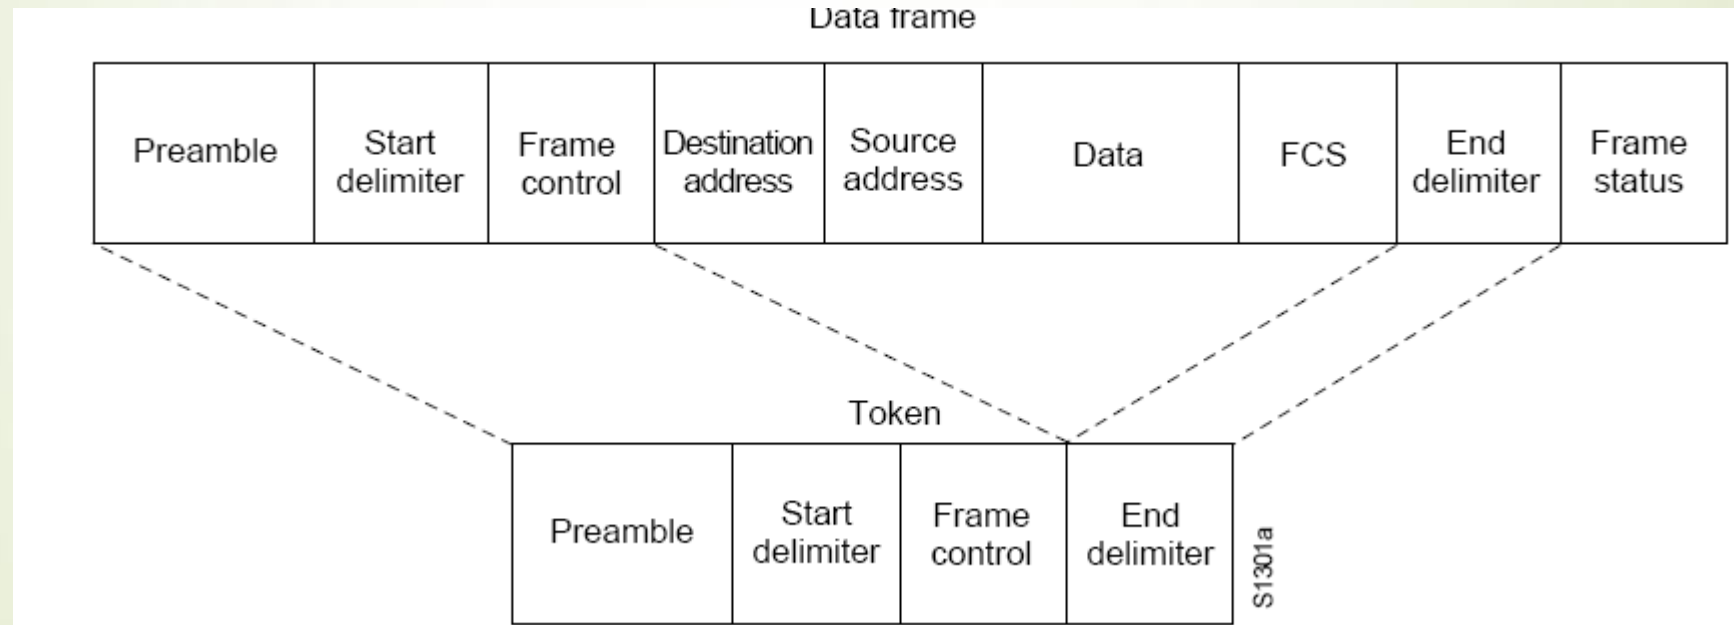 Data frame
Preamble
Start
delimiter
Frame
control
Destination
address
Source
address
Data
FCS
End
delimiter
Frame
status
Token
Preamble
Start
delimiter
Frame
control
End
delimiter
S1301a